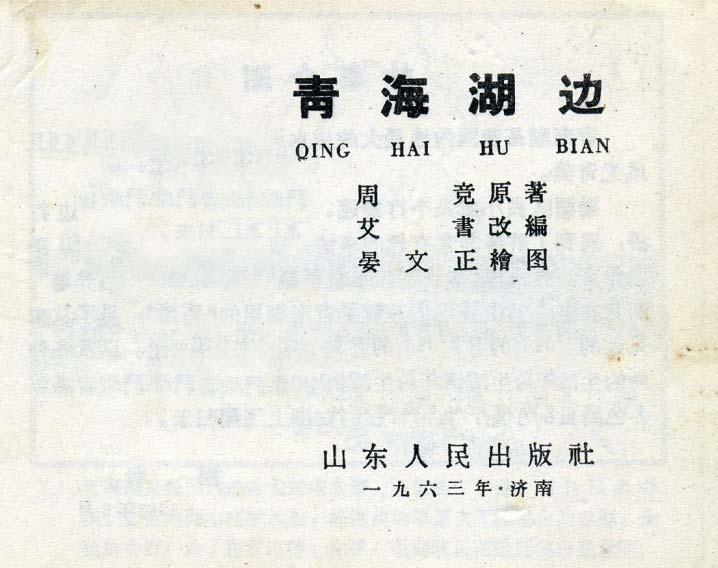 青海湖边
QING HAI HU BIAN
周竞原著
艾書改編
晏文正繪图
山东人民出版社
一九六三年·济南